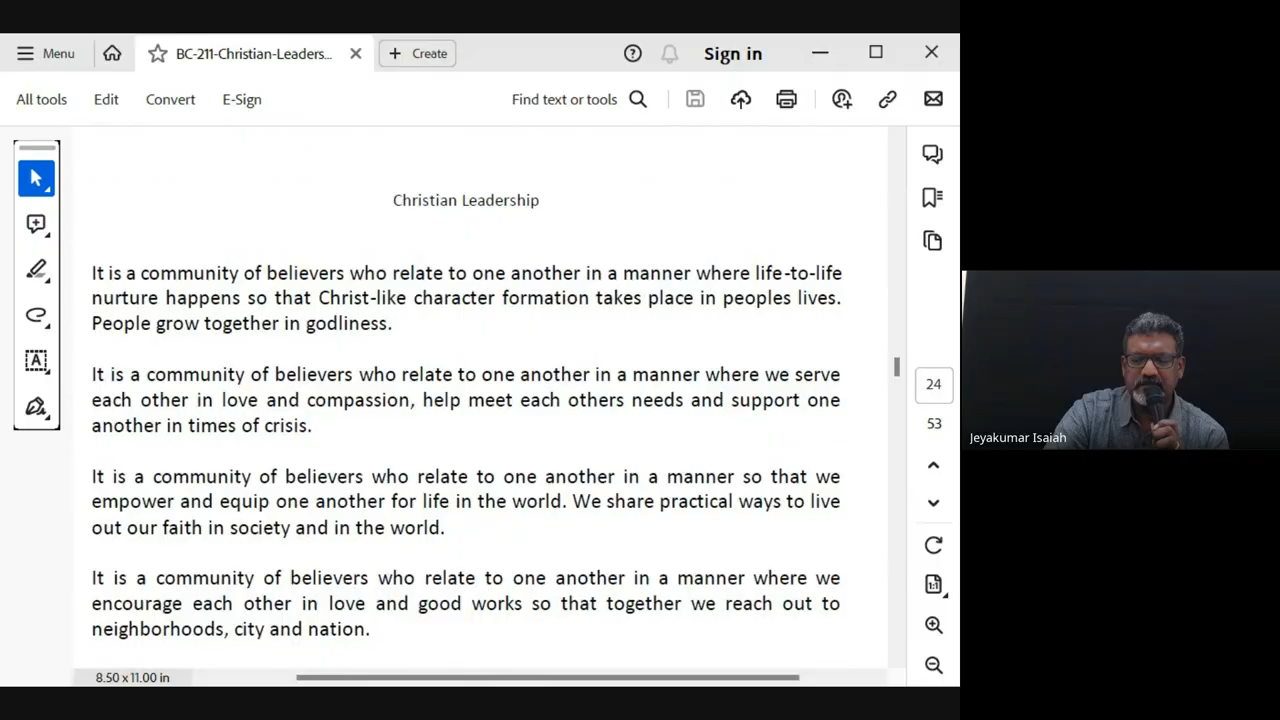 Menu
BC-211-Christian-Leaders...
Create
Sign in
All tools
Edit
Convert
E-Sign
Find text or tools
Christian Leadership
It is a community of believers who relate to one another in a manner where life-to-life
nurture happens so that Christ-like character formation takes place in peoples lives.
People grow together in godliness.
It is a community of believers who relate to one another in a manner where we serve
each other in love and compassion, help meet each others needs and support one
another in times of crisis.
It is a community of believers who relate to one another in a manner so that we
empower and equip one another for life in the world. We share practical ways to live
out our faith in society and in the world.
It is a community of believers who relate to one another in a manner where we
encourage each other in love and good works so that together we reach out to
neighborhoods, city and nation.
8.50 x 11.00 in
24
53
1:1
Jeyakumar Isaiah